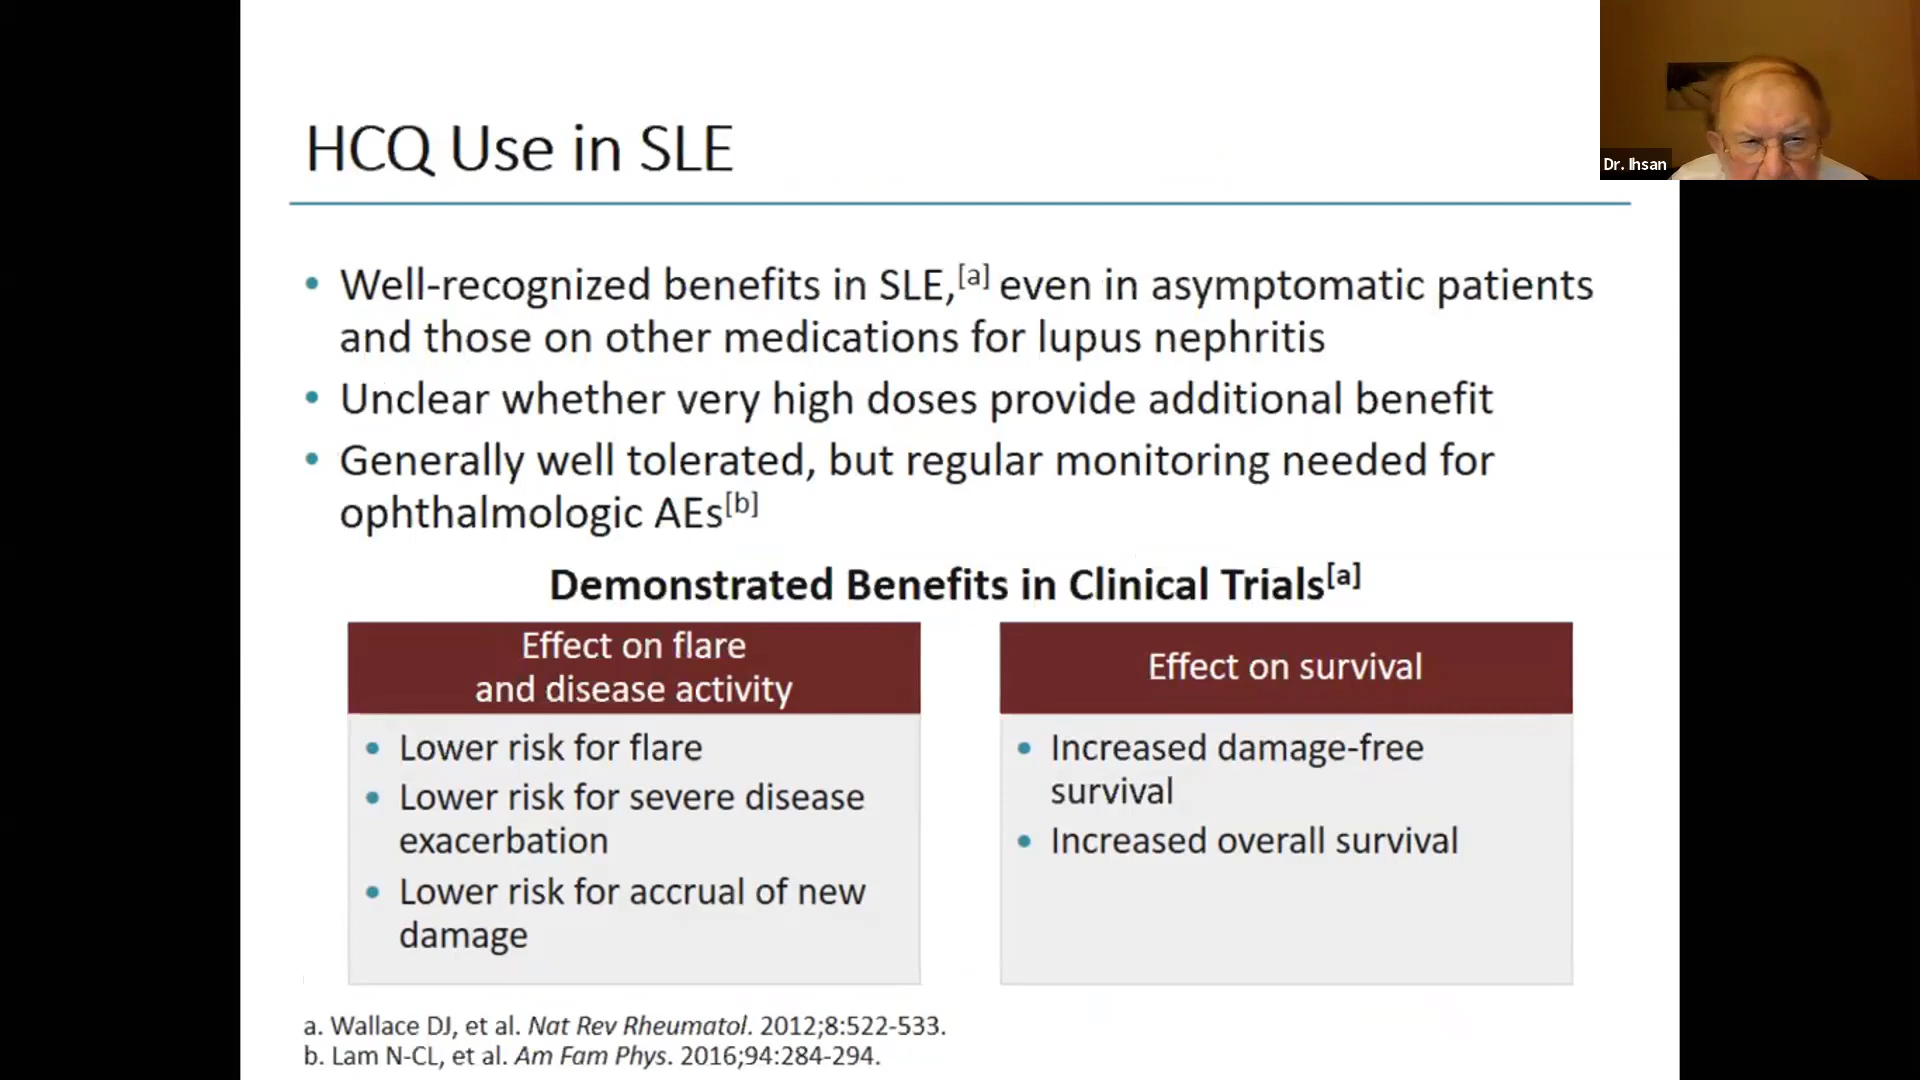 HCQ Use in SLE
Dr. Ihsan
• Well-recognized benefits in SLE,[a] even in asymptomatic patients
and those on other medications for lupus nephritis
• Unclear whether very high doses provide additional benefit
• Generally well tolerated, but regular monitoring needed for
ophthalmologic AEs[b]
Demonstrated Benefits in Clinical Trials[a]
Effect on flare
and disease activity
• Lower risk for flare
• Lower risk for severe disease
exacerbation
• Lower risk for accrual of new
damage
Effect on survival
• Increased damage-free
survival
• Increased overall survival
a. Wallace DJ, et al. Nat Rev Rheumatol. 2012;8:522-533.
b. Lam N-CL, et al. Am Fam Phys. 2016;94:284-294.